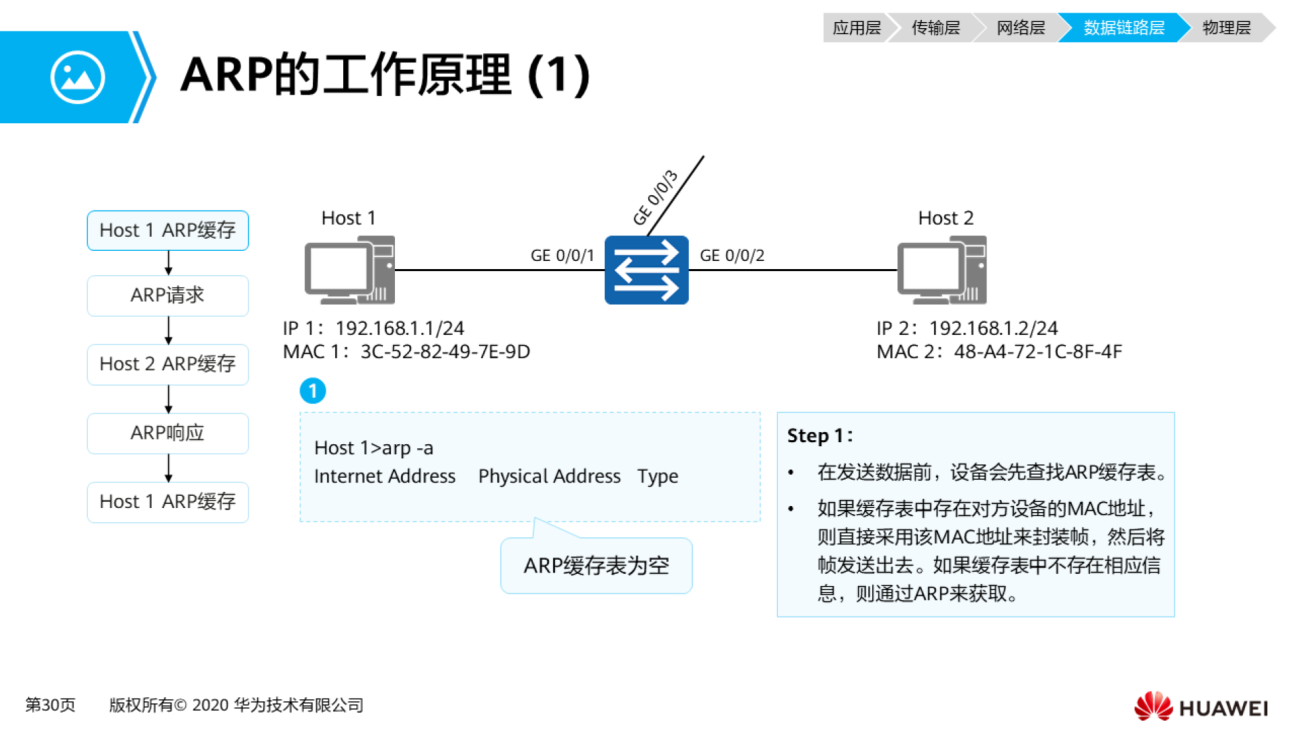 应用层 传输层 网络层 数据链路层 物理层
ARP的工作原理 (1)
Host 1 ARP缓存
ARP请求
Host 2 ARP缓存
ARP响应
Host 1 ARP缓存
GE 0/0/3
Host 1
GE 0/0/1
GE 0/0/2
Host 2
IP 1：192.168.1.1/24
MAC 1：3C-52-82-49-7E-9D
IP 2：192.168.1.2/24
MAC 2：48-A4-72-1C-8F-4F
1
Host 1>arp -a
Internet Address Physical Address Type
ARP缓存表为空
Step 1：
• 在发送数据前，设备会先查找ARP缓存表。
• 如果缓存表中存在对方设备的MAC地址，
则直接采用该MAC地址来封装帧，然后将
帧发送出去。如果缓存表中不存在相应信
息，则通过ARP来获取。
第30页 版权所有© 2020 华为技术有限公司
HUAWEI